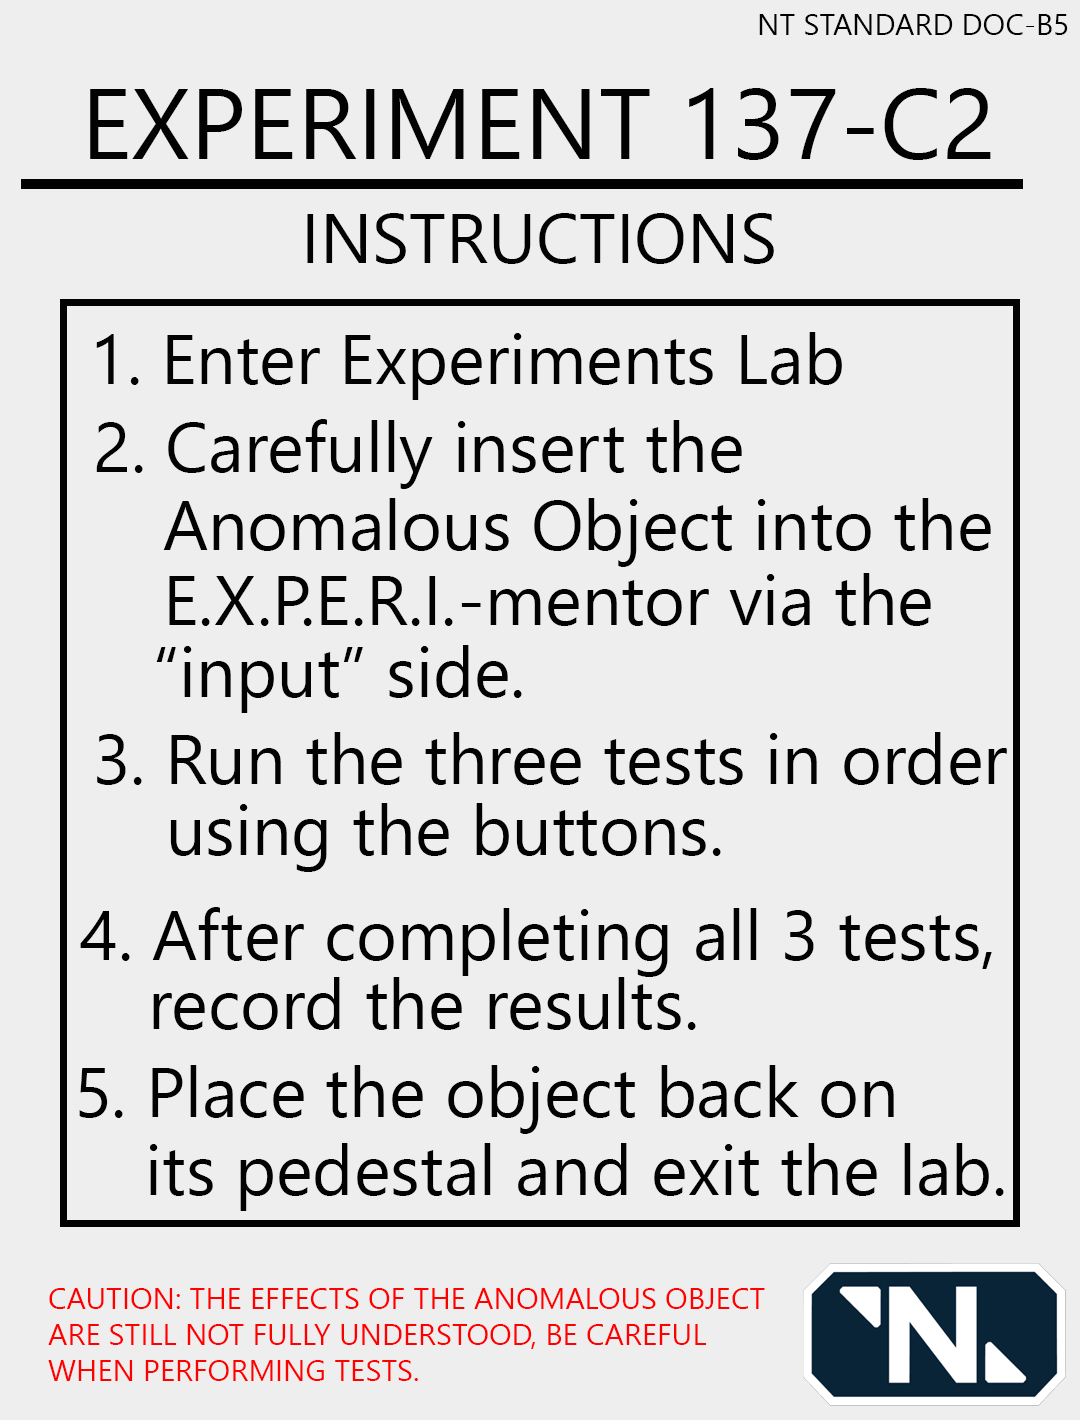 NT STANDARD DOC-B5
EXPERIMENT 137-C2
INSTRUCTIONS
1. Enter Experiments Lab
2. Carefully insert the
Anomalous Object into the
E.X.P.E.R.I.-mentor via the
“input” side.
3. Run the three tests in order
using the buttons.
4. After completing all 3 tests,
record the results.
5. Place the object back on
its pedestal and exit the lab.
CAUTION: THE EFFECTS OF THE ANOMALOUS OBJECT
ARE STILL NOT FULLY UNDERSTOOD, BE CAREFUL
WHEN PERFORMING TESTS.
N